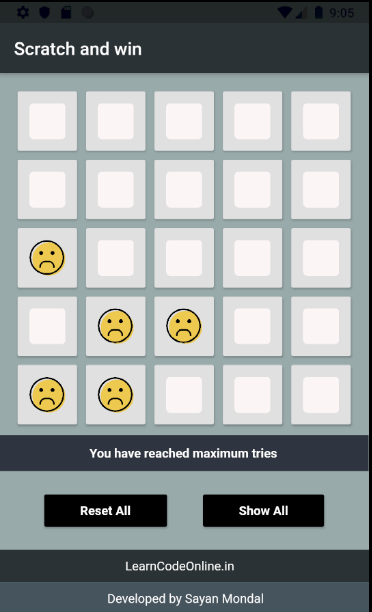 9:05
Scratch and win
You have reached maximum tries
Reset All Show All
LearnCodeOnline.in
Developed by Sayan Mondal